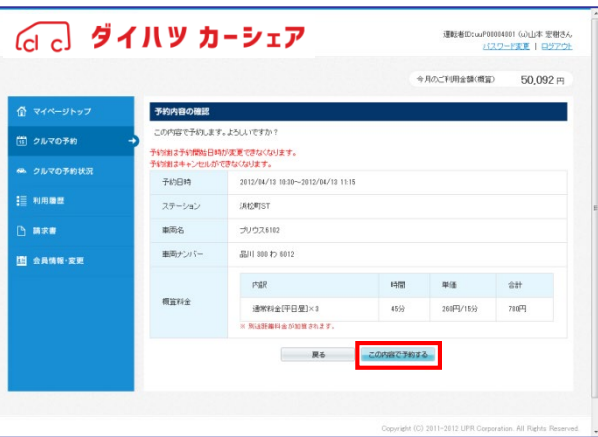 dcdc ダイハツ カーシェア
運転者ID:cuuP00004001 (ω)山本 宏樹さん
パスワード変更 | ログアウト
今月のご利用金額(概算) 50,092 円
マイページトップ
クルマの予約
クルマの予約状況
利用履歴
請求書
会員情報・変更
予約内容の確認
この内容で予約します。よろしいですか？
予約後は予約開始日時が変更できなくなります。
予約後はキャンセルができなくなります。
予約日時 2012/04/13 10:30～2012/04/13 11:15
ステーション 浜松町ST
車両名 プリウス6102
車両ナンバー 品川 300 わ 6012
概算料金
内訳 時間 単価 合計
通常料金[平日昼]×3 45分 260円/15分 780円
※ 別途距離料金が加算されます。
戻る この内容で予約する
Copyright (C) 2011-2012 UPR Corporation. All Rights Reserved.